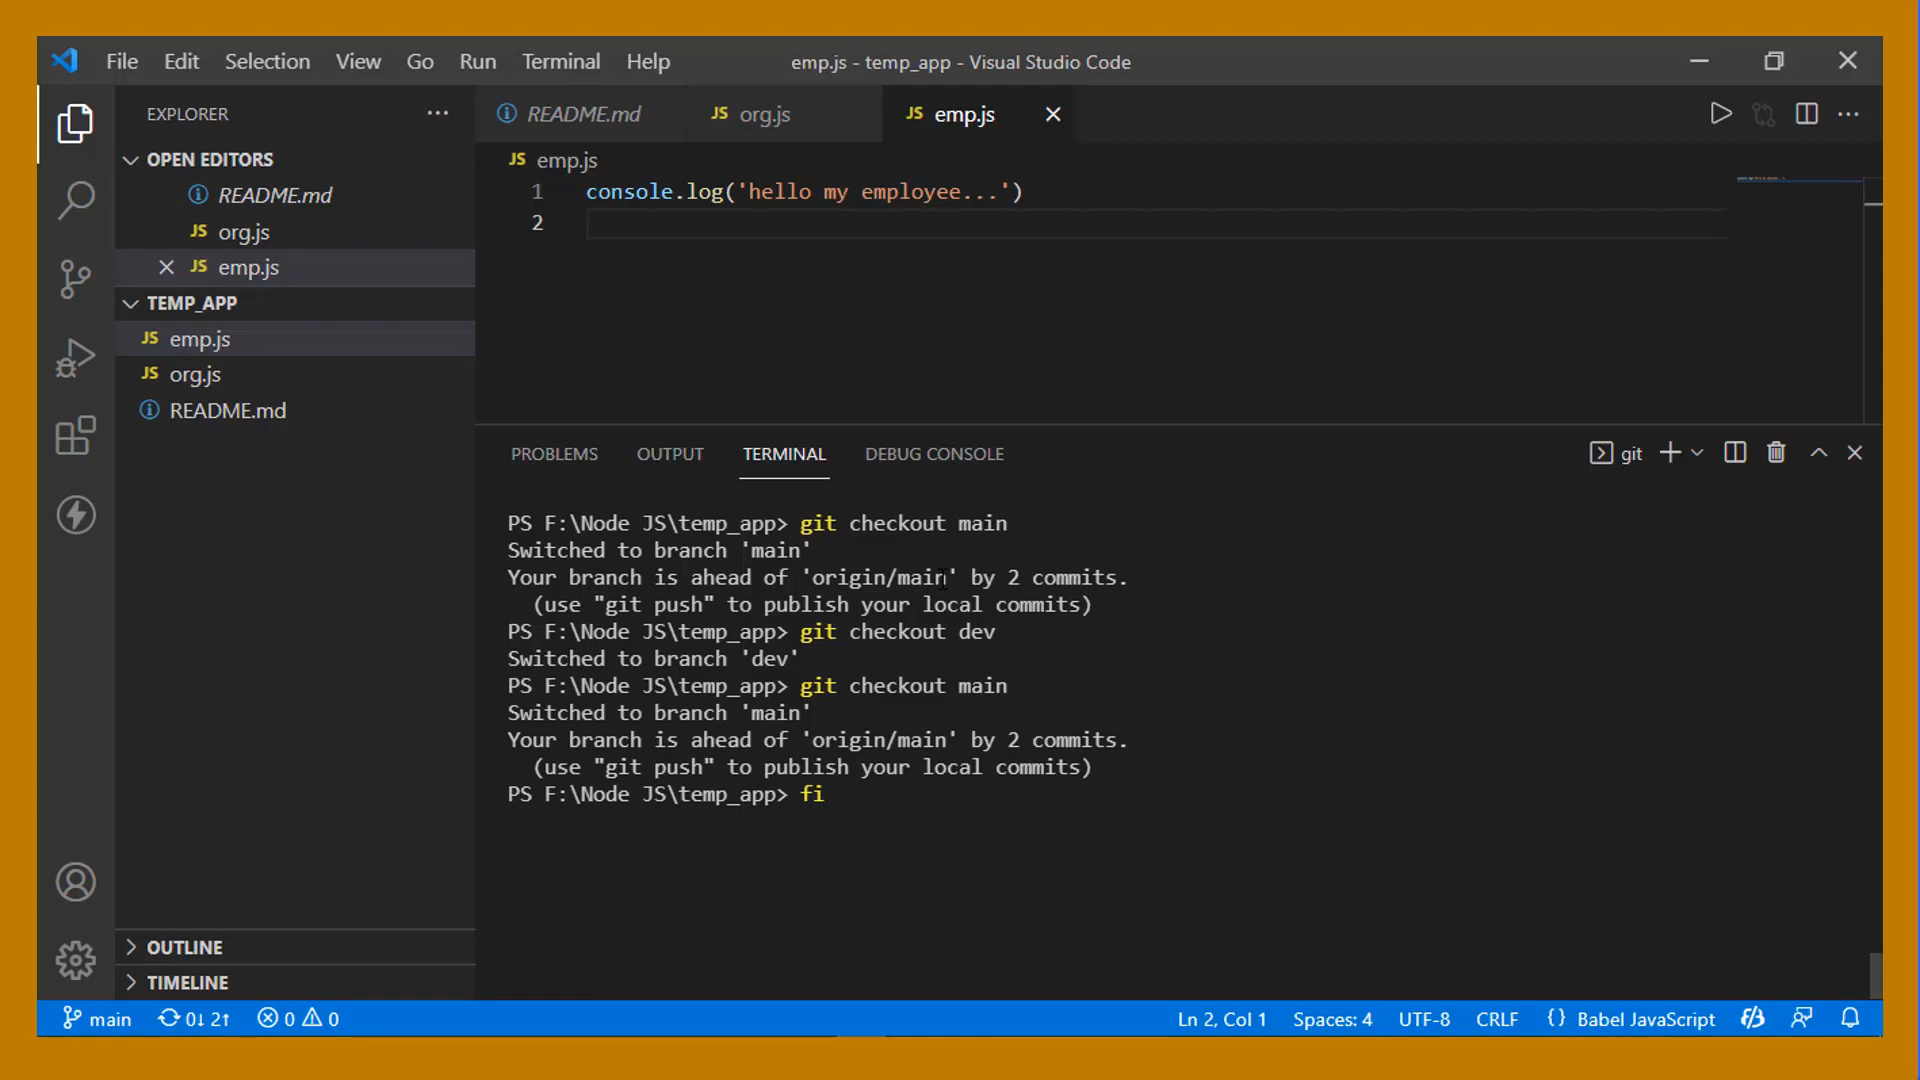 File Edit Selection View Go Run Terminal Help emp.js - temp_app - Visual Studio Code
EXPLORER
README.md
JS org.js
JS emp.js
OPEN EDITORS
README.md
JS org.js
JS emp.js
TEMP_APP
JS emp.js
JS org.js
README.md
OUTLINE
TIMELINE
JS emp.js
1 console.log('hello my employee...')
2
PROBLEMS OUTPUT TERMINAL DEBUG CONSOLE
git
PS F:\Node JS\temp_app> git checkout main
Switched to branch 'main'
Your branch is ahead of 'origin/main' by 2 commits.
(use "git push" to publish your local commits)
PS F:\Node JS\temp_app> git checkout dev
Switched to branch 'dev'
PS F:\Node JS\temp_app> git checkout main
Switched to branch 'main'
Your branch is ahead of 'origin/main' by 2 commits.
(use "git push" to publish your local commits)
PS F:\Node JS\temp_app> fi
main 0↓ 2↑ 0 0 Ln 2, Col 1 Spaces: 4 UTF-8 CRLF {} Babel JavaScript